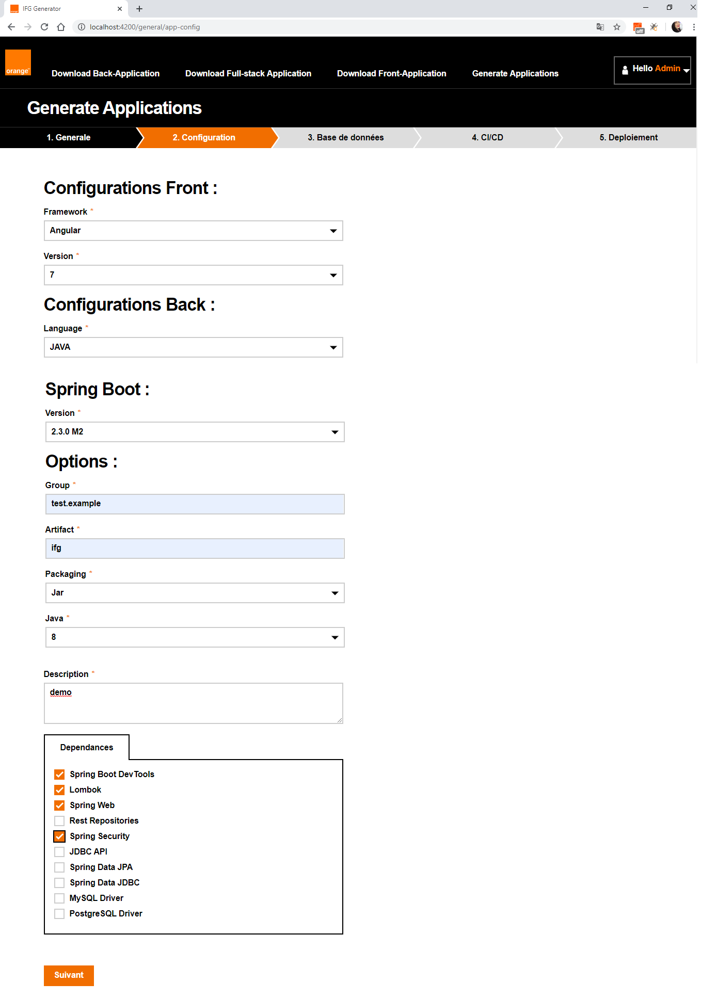 IFG Generator
localhost:4200/general/app-config
off
orange™
Download Back-Application
Download Full-stack Application
Download Front-Application
Generate Applications
Hello Admin
Generate Applications
1. Generale
2. Configuration
3. Base de données
4. CI/CD
5. Deploiement
Configurations Front :
Framework *
Angular
Version *
7
Configurations Back :
Language *
JAVA
Spring Boot :
Version *
2.3.0 M2
Options :
Group *
test.example
Artifact *
ifg
Packaging *
Jar
Java *
8
Description *
demo
Dependances
Spring Boot DevTools
Lombok
Spring Web
Rest Repositories
Spring Security
JDBC API
Spring Data JPA
Spring Data JDBC
MySQL Driver
PostgreSQL Driver
Suivant